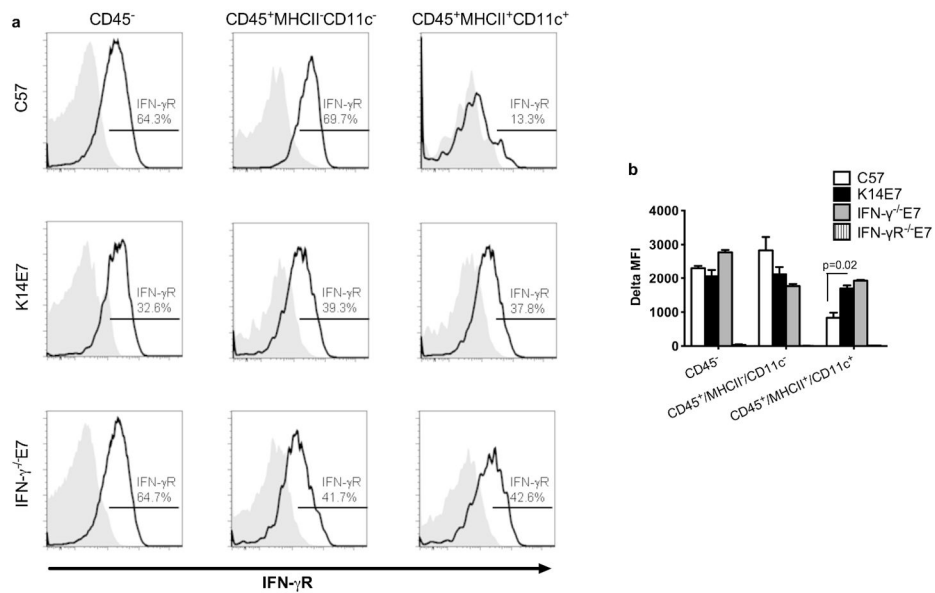 a
CD45⁻
CD45⁺MHCII⁻CD11c⁻
CD45⁺MHCII⁺CD11c⁺
C57
IFN-γR
64.3%
IFN-γR
69.7%
IFN-γR
13.3%
K14E7
IFN-γR
32.6%
IFN-γR
39.3%
IFN-γR
37.8%
IFN-γ⁻/⁻E7
IFN-γR
64.7%
IFN-γR
41.7%
IFN-γR
42.6%
IFN-γR
b
C57
K14E7
IFN-γ⁻/⁻E7
IFN-γR⁻/⁻E7
Delta MFI
4000
3000
2000
1000
0
p=0.02
CD45⁻
CD45⁺/MHCII⁻/CD11c⁻
CD45⁺/MHCII⁺/CD11c⁺